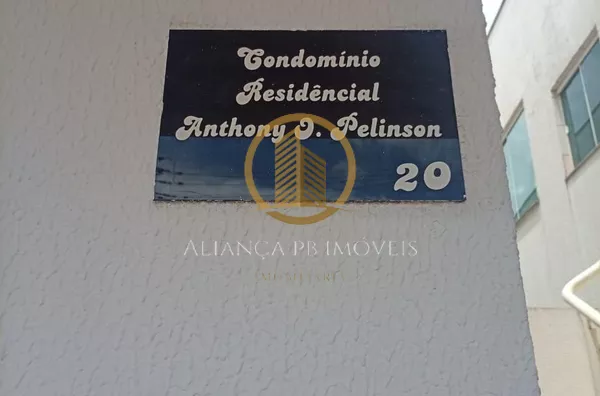 Condomínio
Residêncial
Anthony O. Pelinson
20
ALIANÇA PB IMÓVEIS